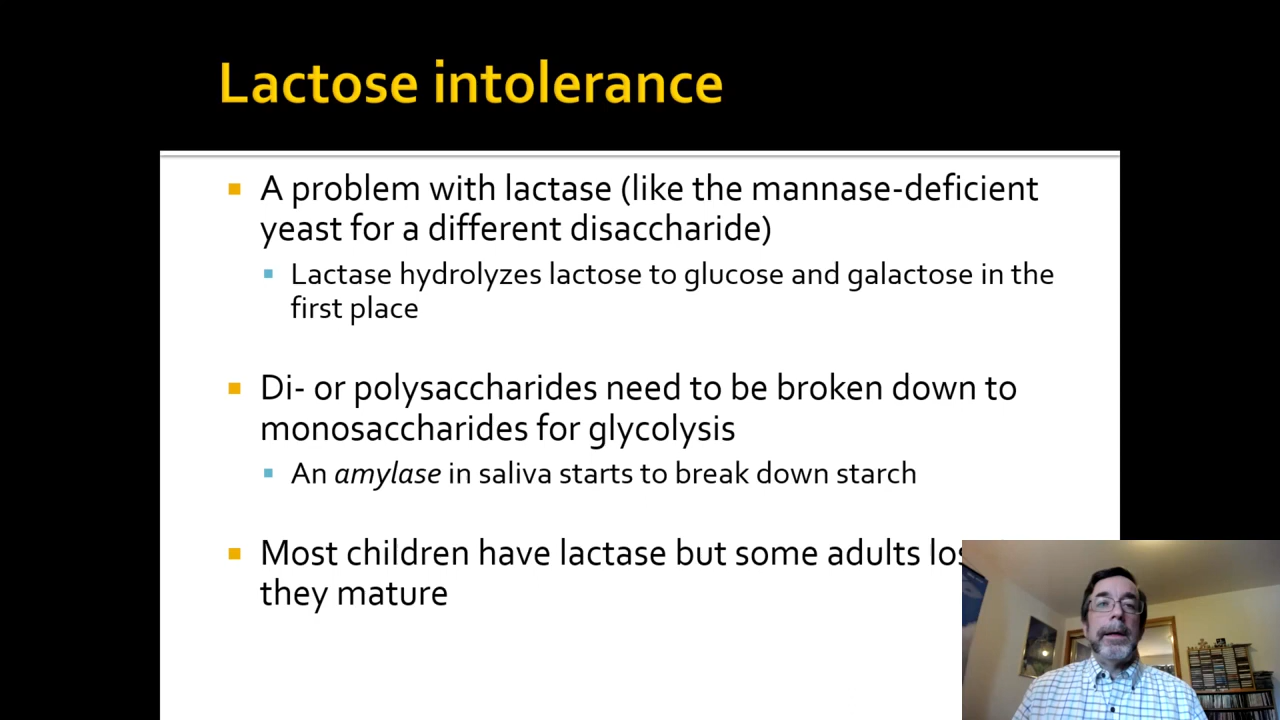 Lactose intolerance
A problem with lactase (like the mannase-deficient
yeast for a different disaccharide)
Lactase hydrolyzes lactose to glucose and galactose in the
first place
Di- or polysaccharides need to be broken down to
monosaccharides for glycolysis
An amylase in saliva starts to break down starch
Most children have lactase but some adults
they mature